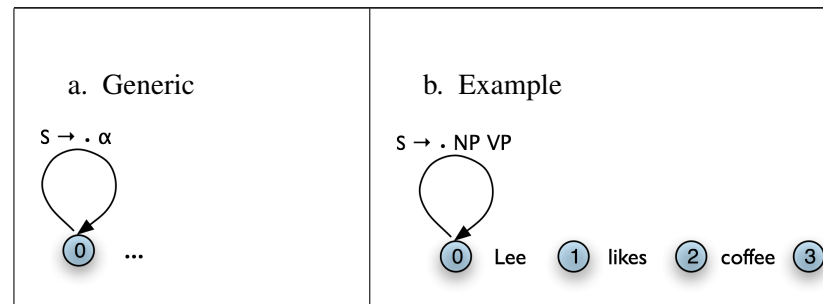 a. Generic
S → . α
0 ...
b. Example
S → . NP VP
0 Lee 1 likes 2 coffee 3